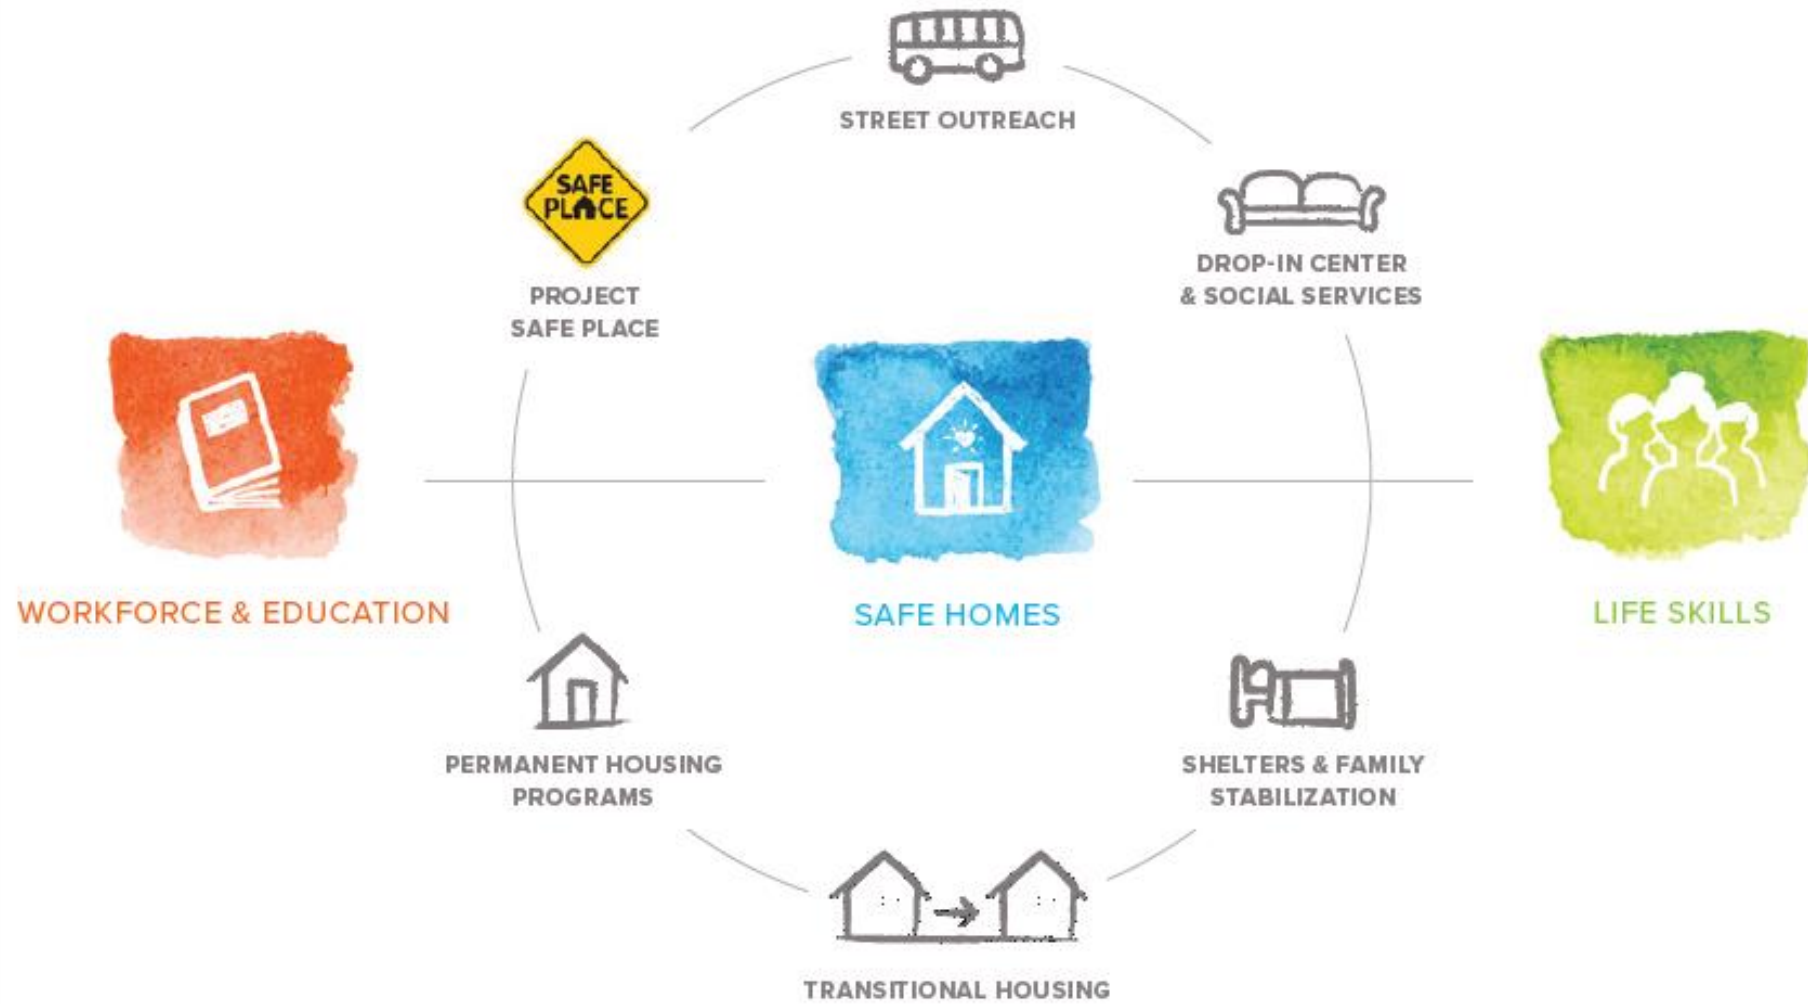 STREET OUTREACH
SAFE
PLACE
PROJECT
SAFE PLACE
DROP-IN CENTER
& SOCIAL SERVICES
WORKFORCE & EDUCATION
SAFE HOMES
LIFE SKILLS
PERMANENT HOUSING
PROGRAMS
SHELTERS & FAMILY
STABILIZATION
TRANSITIONAL HOUSING